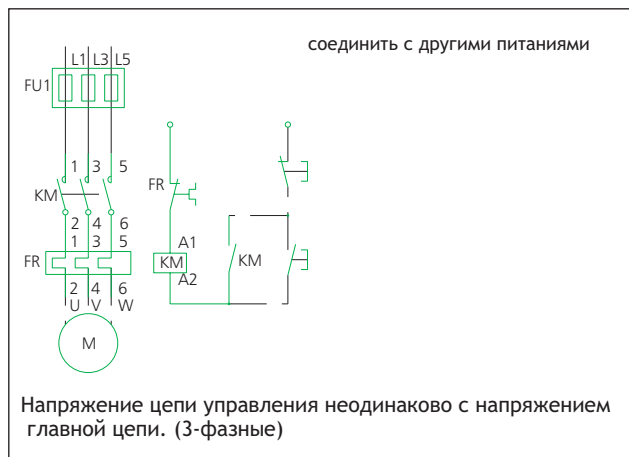 соединить с другими питаниями
L1 L3 L5
FU1
1 3 5
KM
2 4 6
1 3 5
FR
2 4 6
U V W
M
FR
A1
KM
A2
KM
Напряжение цепи управления неодинаково с напряжением
главной цепи. (3-фазные)